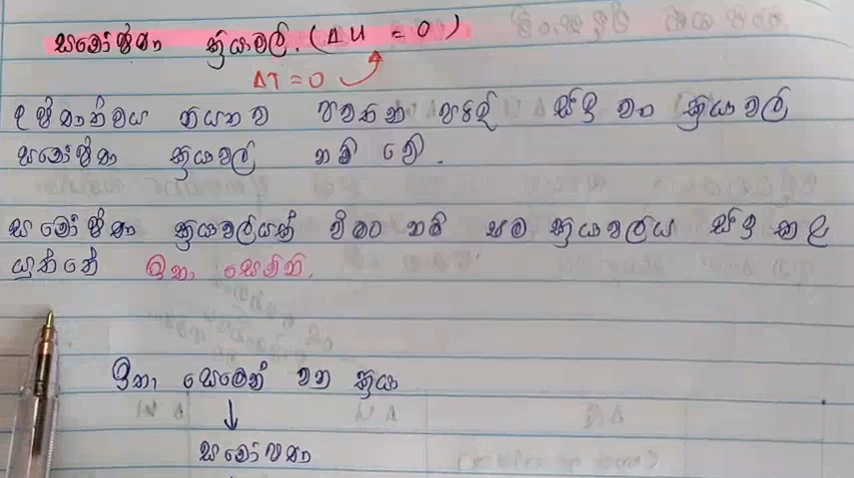 සමෝෂ්ණ ක්‍රියාවලි. (ΔU = 0)
ΔT = 0
උෂ්ණත්වය නියතව පවතින පරිදි සිදු වන ක්‍රියාවලි
සමෝෂ්ණ ක්‍රියාවලි නම් වේ.
සමෝෂ්ණ ක්‍රියාවලියක් වීමට නම් එම ක්‍රියාවලිය සිදු කළ
යුත්තේ ඉතා සෙමිනි.
ඉතා සෙමෙන් වන ක්‍රියා
↓
සමෝෂ්ණ